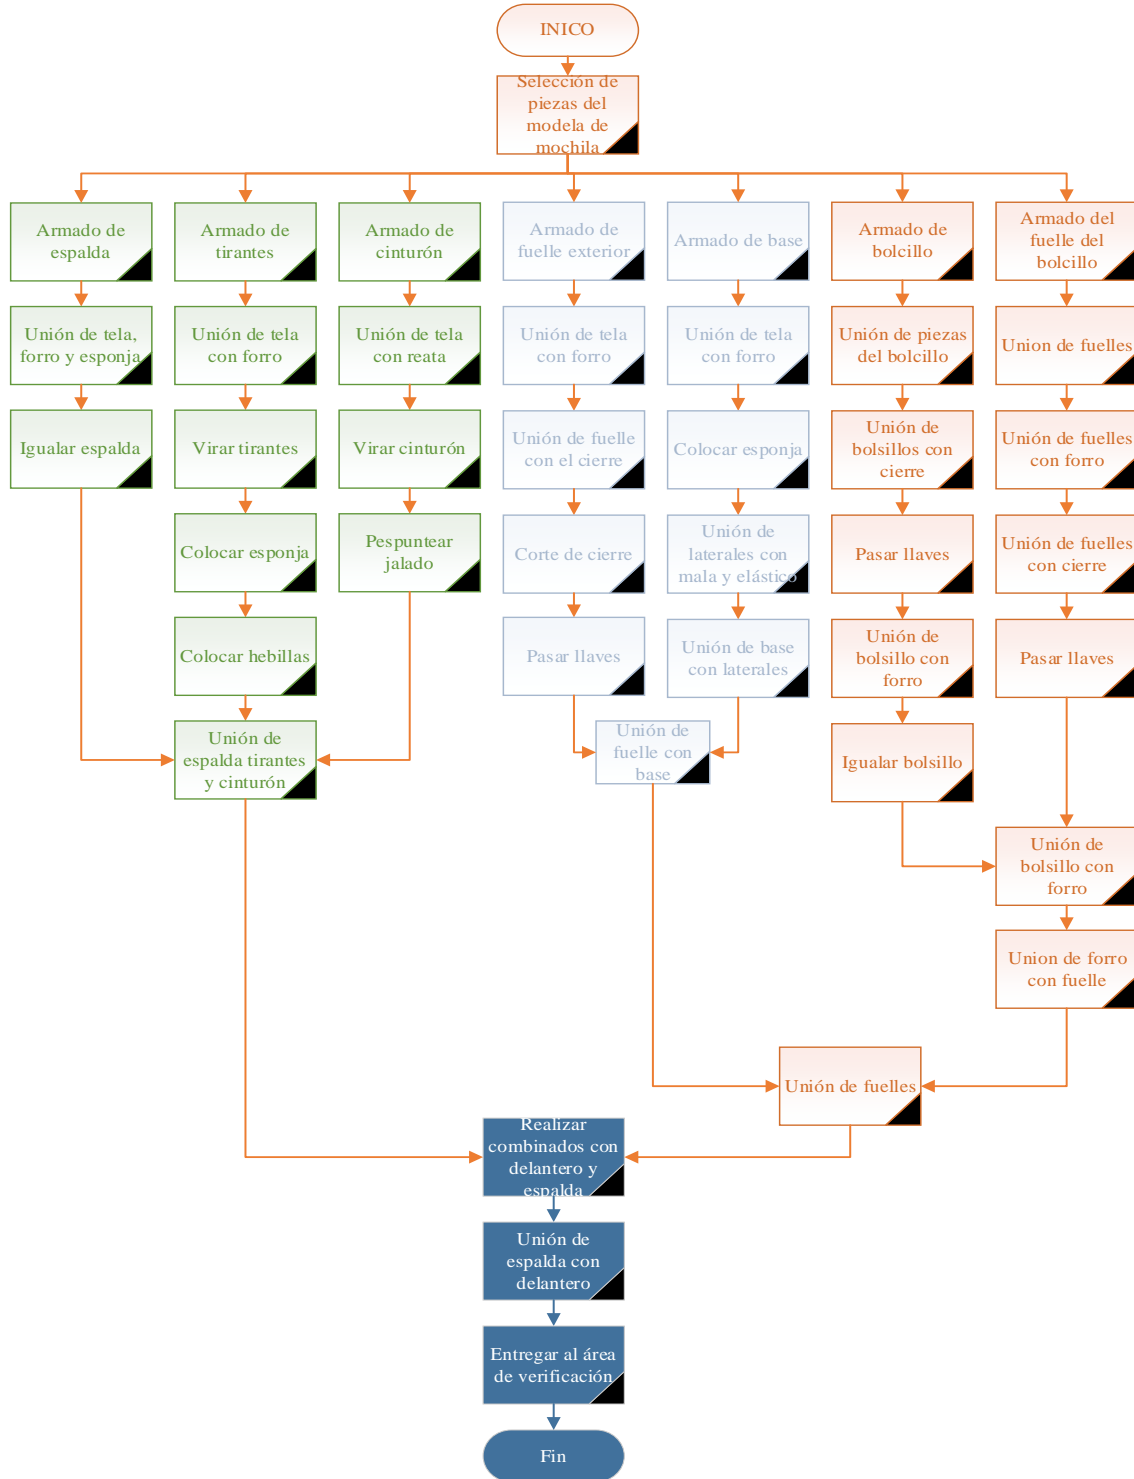 INICO
Selección de
piezas del
modela de
mochila
Armado de
espalda
Armado de
tirantes
Armado de
cinturón
Armado de
fuelle exterior
Armado de base
Armado de
bolcillo
Armado del
fuelle del
bolcillo
Unión de tela,
forro y esponja
Unión de tela
con forro
Unión de tela
con reata
Unión de tela
con forro
Unión de tela
con forro
Unión de piezas
del bolcillo
Union de fuelles
Igualar espalda
Virar tirantes
Virar cinturón
Unión de fuelle
con el cierre
Colocar esponja
Unión de
bolsillos con
cierre
Unión de fuelles
con forro
Colocar esponja
Pespuntear
jalado
Corte de cierre
Unión de
laterales con
mala y elástico
Pasar llaves
Unión de fuelles
con cierre
Colocar hebillas
Pasar llaves
Unión de base
con laterales
Unión de
bolsillo con
forro
Pasar llaves
Unión de
espalda tirantes
y cinturón
Unión de
fuelle con
base
Igualar bolsillo
Unión de
bolsillo con
forro
Union de forro
con fuelle
Unión de fuelles
Realizar
combinados con
delantero y
espalda
Unión de
espalda con
delantero
Entregar al área
de verificación
Fin